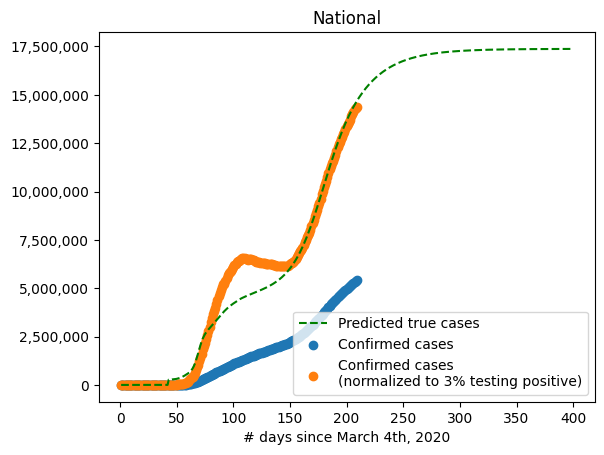 National
17,500,000
15,000,000
12,500,000
10,000,000
7,500,000
5,000,000
2,500,000
0
Predicted true cases
Confirmed cases
Confirmed cases
(normalized to 3% testing positive)
0 50 100 150 200 250 300 350 400
# days since March 4th, 2020